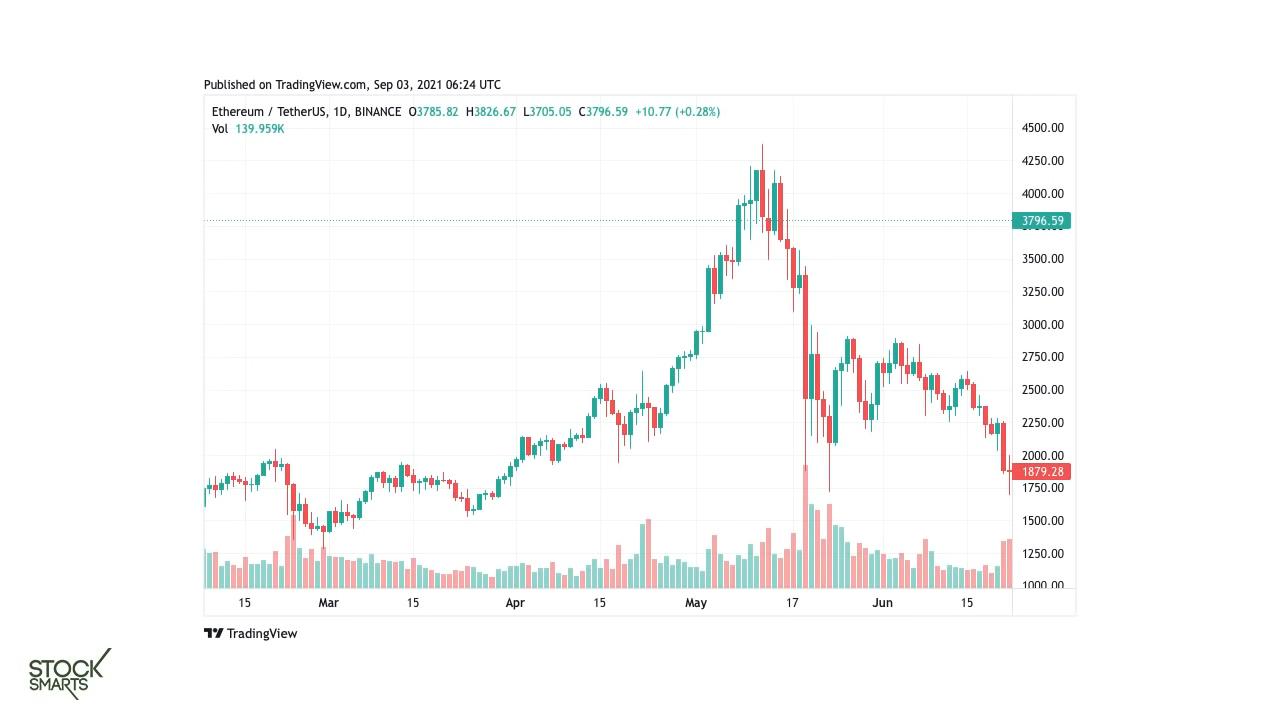 Published on TradingView.com, Sep 03, 2021 06:24 UTC
Ethereum / TetherUS, 1D, BINANCE O3785.82 H3826.67 L3705.05 C3796.59 +10.77 (+0.28%)
Vol 139.959K
4500.00
4250.00
4000.00
3796.59
3500.00
3250.00
3000.00
2750.00
2500.00
2250.00
2000.00
1879.28
1750.00
1500.00
1250.00
1000.00
15 Mar 15 Apr 15 May 17 Jun 15
TradingView
STOCK
SMARTS